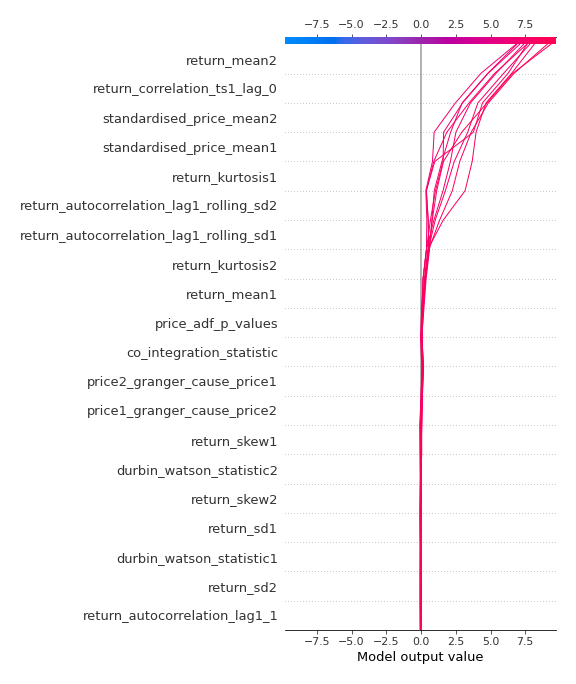 −7.5 −5.0 −2.5 0.0 2.5 5.0 7.5
return_mean2
return_correlation_ts1_lag_0
standardised_price_mean2
standardised_price_mean1
return_kurtosis1
return_autocorrelation_lag1_rolling_sd2
return_autocorrelation_lag1_rolling_sd1
return_kurtosis2
return_mean1
price_adf_p_values
co_integration_statistic
price2_granger_cause_price1
price1_granger_cause_price2
return_skew1
durbin_watson_statistic2
return_skew2
return_sd1
durbin_watson_statistic1
return_sd2
return_autocorrelation_lag1_1
−7.5 −5.0 −2.5 0.0 2.5 5.0 7.5
Model output value